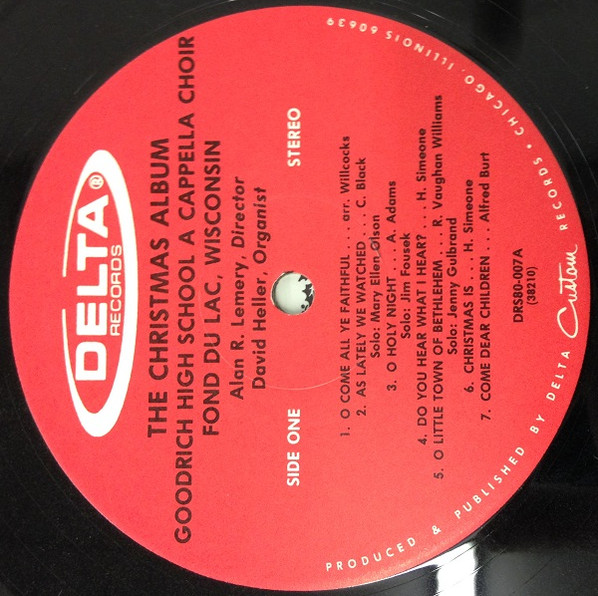 DELTA®
RECORDS
THE CHRISTMAS ALBUM
GOODRICH HIGH SCHOOL A CAPPELLA CHOIR
FOND DU LAC, WISCONSIN
Alan R. Lemery, Director
David Heller, Organist
SIDE ONE STEREO
1. O COME ALL YE FAITHFUL . . . arr. Willcocks
2. AS LATELY WE WATCHED . . . C. Black
Solo: Mary Ellen Olson
3. O HOLY NIGHT . . . A. Adams
Solo: Jim Fousek
4. DO YOU HEAR WHAT I HEAR? . . . H. Simeone
5. O LITTLE TOWN OF BETHLEHEM . . . R. Vaughan Williams
Solo: Jenny Gulbrand
6. CHRISTMAS IS . . . H. Simeone
7. COME DEAR CHILDREN . . . Alfred Burt
DRS80-007A
(38210)
PRODUCED & PUBLISHED BY DELTA Custom RECORDS • CHICAGO, ILLINOIS 60639